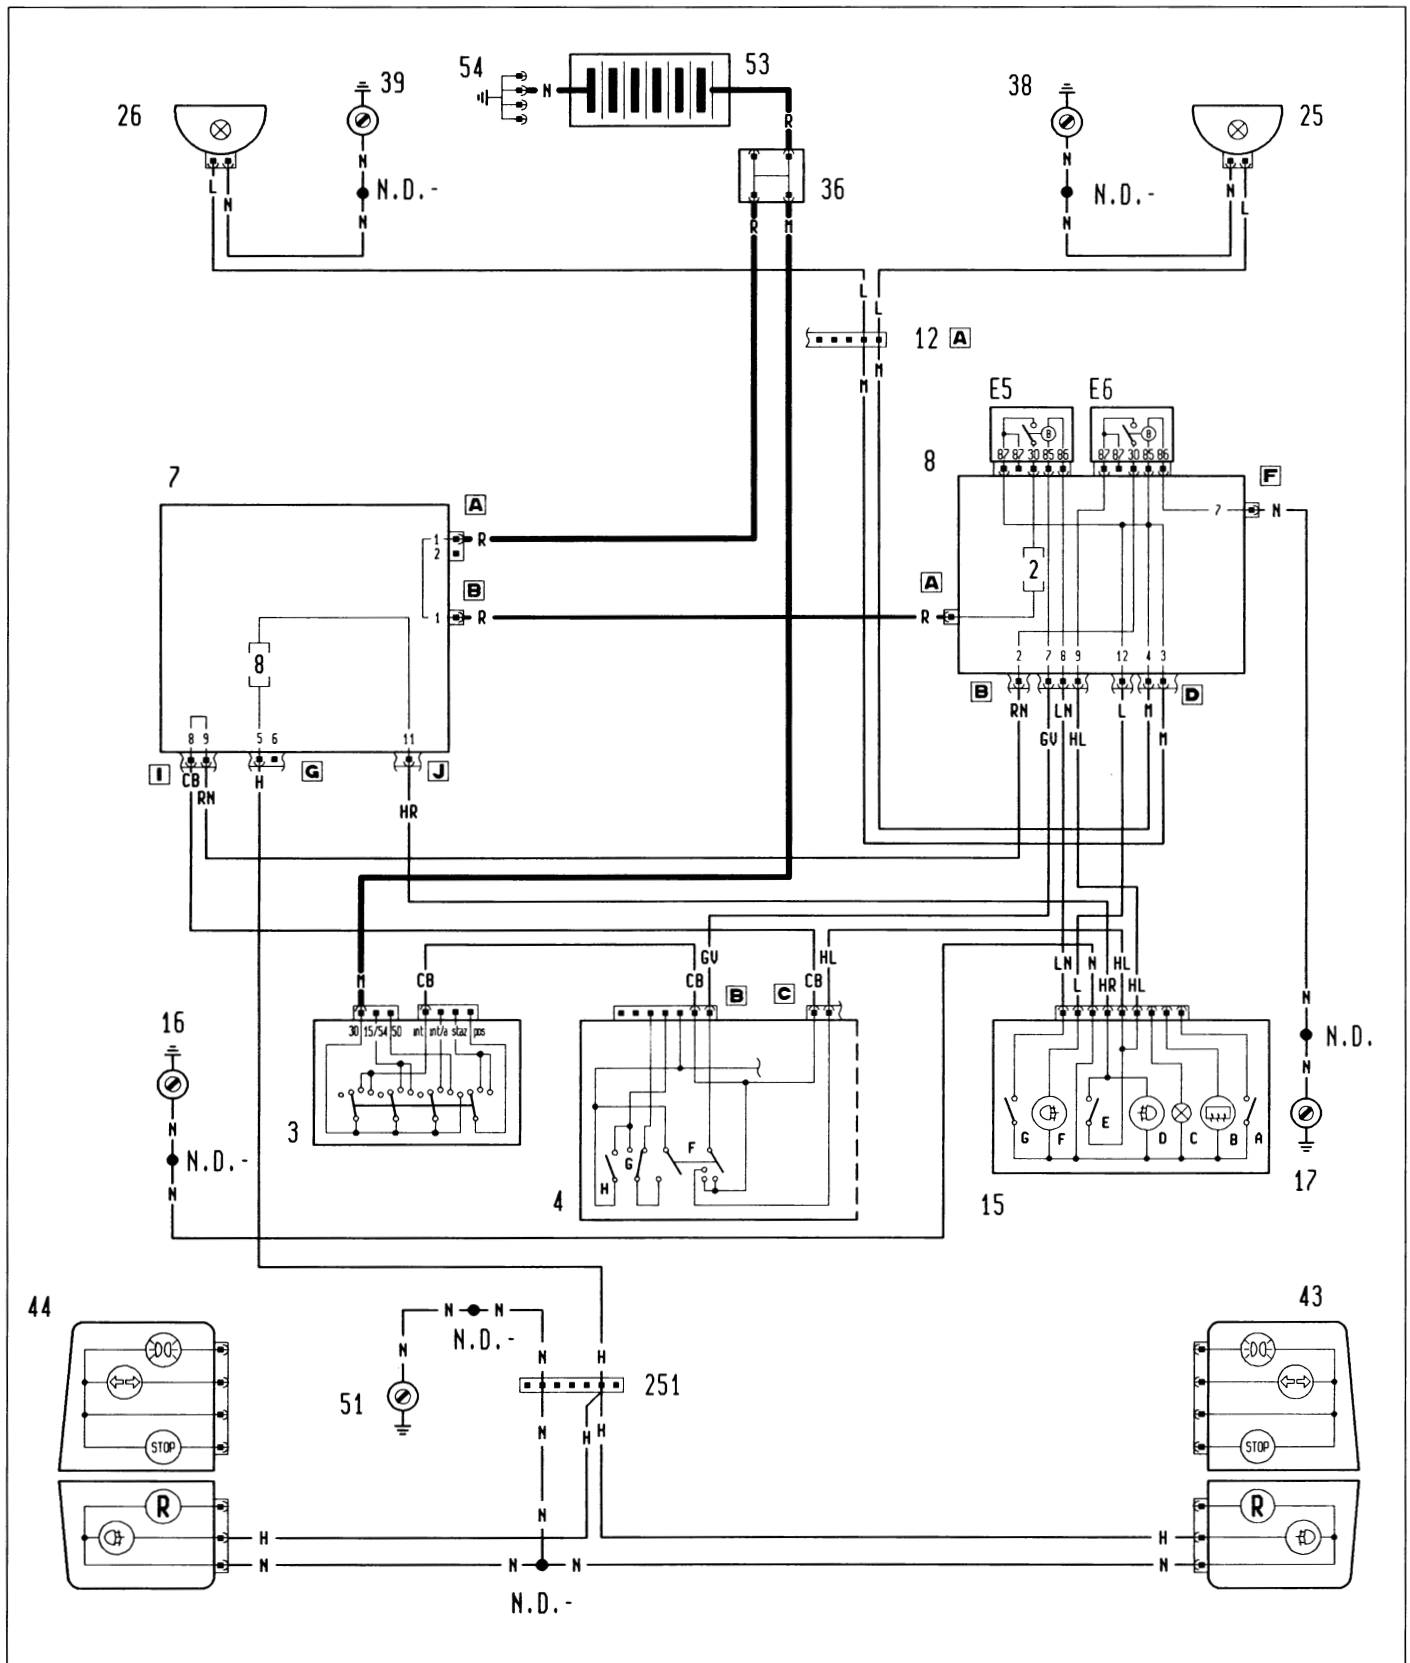 54
53
39
38
26
25
N
R
N
N
36
N.D.-
N.D.-
L
N
N
R
M
N
N
L
L
L
12 A
M
M
E5
E6
B
B
87 87 30 85 86
87 87 30 85 86
8
7
F
A
7
N
1
R
2
2
B
A
1
R
R
8
2
7
8
9
12
4
3
B
D
8
9
5
6
11
RN
LN
L
M
GV
HL
M
I
G
J
CB
H
RN
HR
GV
HL
LN
N
HL
M
CB
CB
B
C
CB
L
HR
HL
N
16
30
15/54
50
int
int/a
staz
pos
N.D.
N
N
G
F
E
D
C
B
A
3
F
G
H
N.D.-
N
4
15
17
44
43
N
N
N.D.-
N
N
H
51
251
STOP
STOP
N
H
H
R
N
R
H
H
N
N
N
N
N.D.-